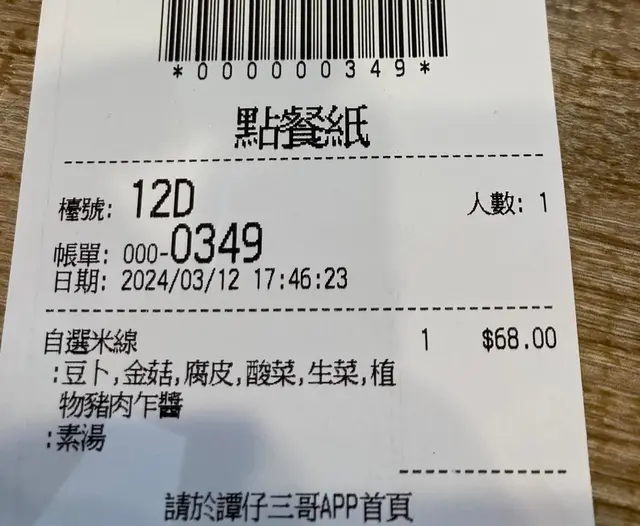 *000000349*
點餐紙
檯號: 12D 人數: 1
帳單: 000-0349
日期: 2024/03/12 17:46:23
自選米線 1 $68.00
:豆卜,金菇,腐皮,酸菜,生菜,植
物豬肉乍醬
:素湯
請於譚仔三哥APP首頁